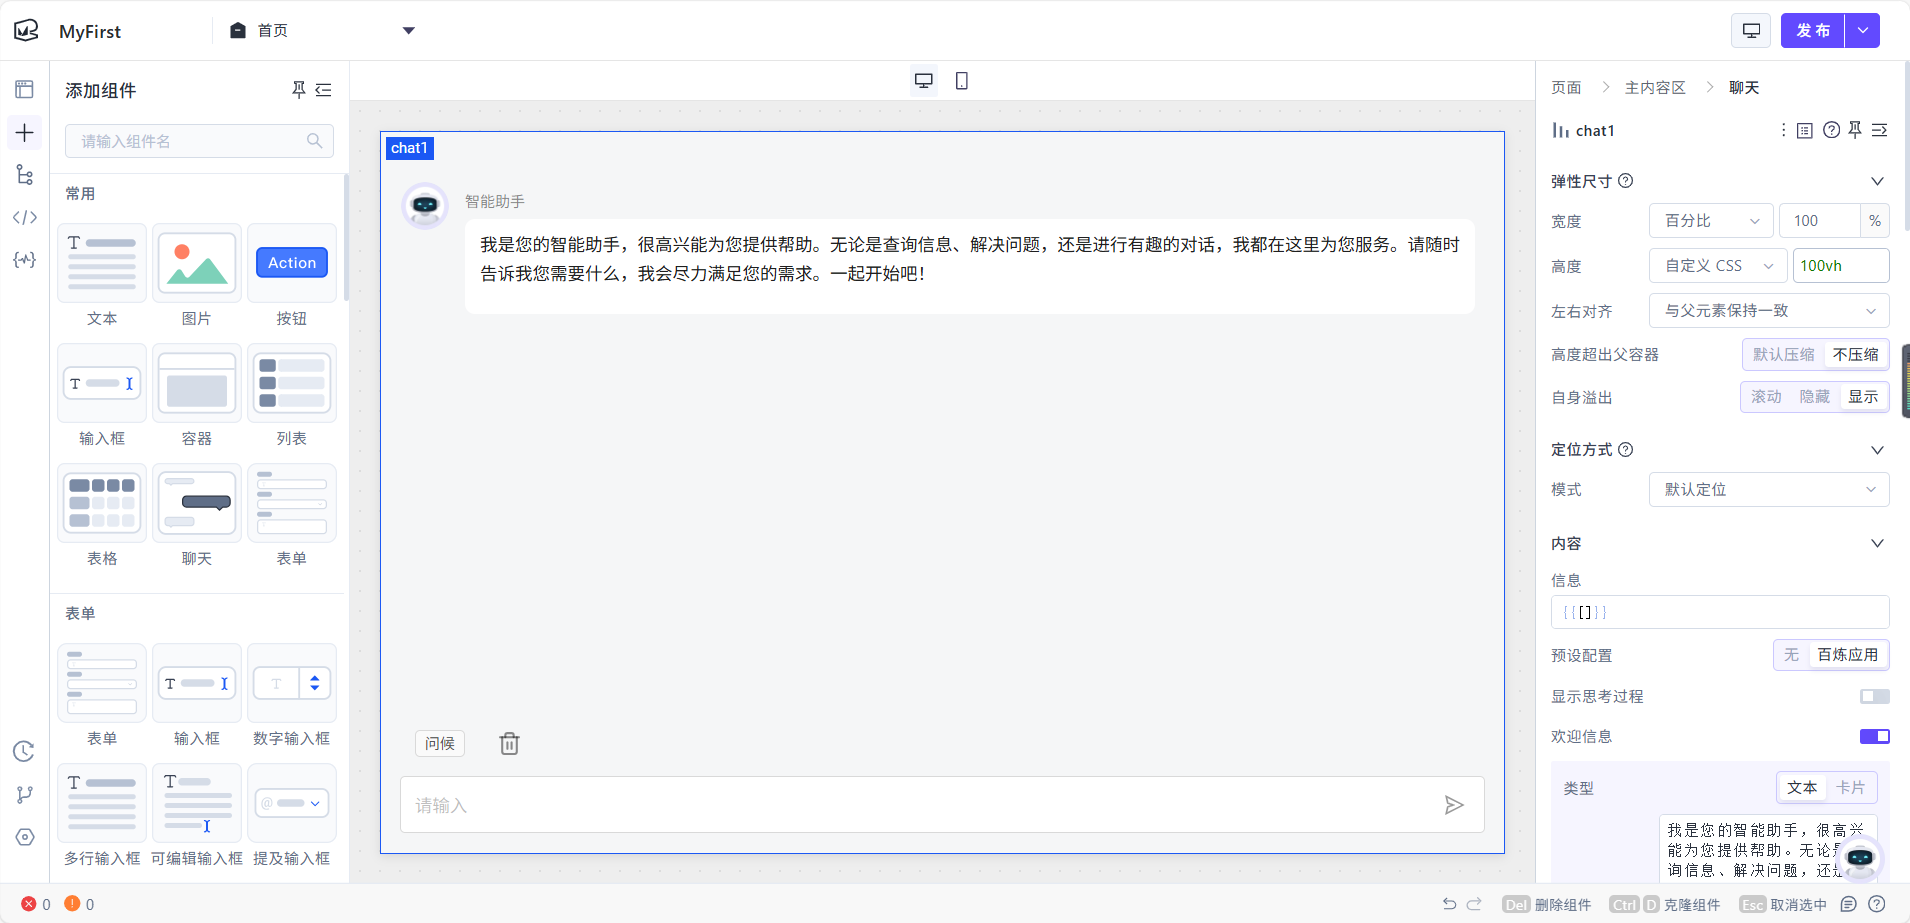 MyFirst
首页
发 布
添加组件
请输入组件名
常用
T
Action
文本
图片
按钮
T
输入框
容器
列表
表格
聊天
表单
表单
T
T
表单
输入框
数字输入框
T
T
@
多行输入框
可编辑输入框
提及输入框
chat1
智能助手
我是您的智能助手，很高兴能为您提供帮助。无论是查询信息、解决问题，还是进行有趣的对话，我都在这里为您服务。请随时
告诉我您需要什么，我会尽力满足您的需求。一起开始吧！
问候
请输入
页面
主内容区
聊天
chat1
弹性尺寸
宽度
百分比
100
%
高度
自定义 CSS
100vh
左右对齐
与父元素保持一致
高度超出父容器
默认压缩
不压缩
自身溢出
滚动
隐藏
显示
定位方式
模式
默认定位
内容
信息
{{[]}}
预设配置
无
百炼应用
显示思考过程
欢迎信息
类型
文本
卡片
我是您的智能助手，很高兴
能为您提供帮助。无论
询信息、解决问题，还
0
0
Del 删除组件
Ctrl D 克隆组件
Esc 取消选中